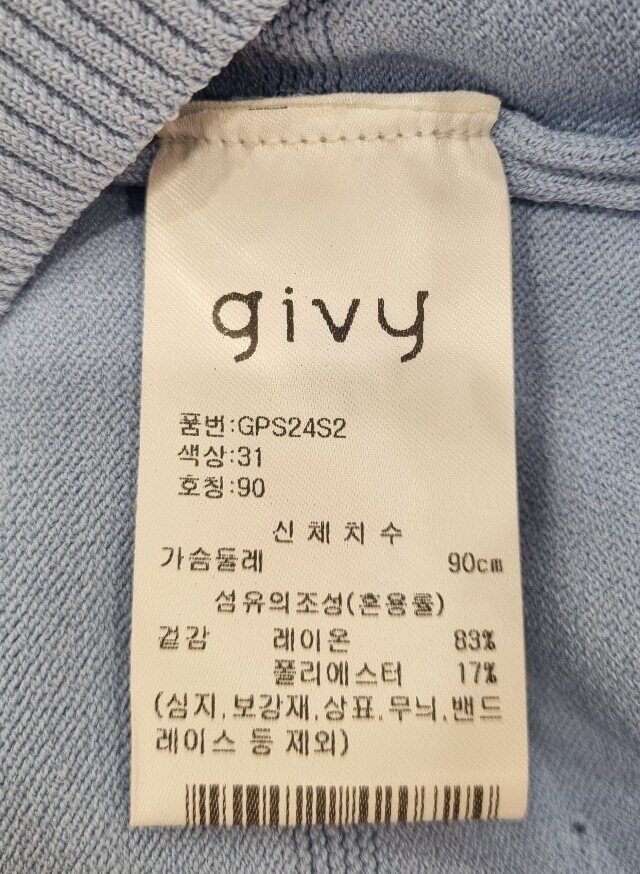 givy
품번:GPS24S2
색상:31
호칭:90
신체치수
가슴둘레 90cm
섬유의조성(혼용률)
겉감 레이온 83%
폴리에스터 17%
(심지,보강재,상표,무늬,밴드
레이스 등 제외)